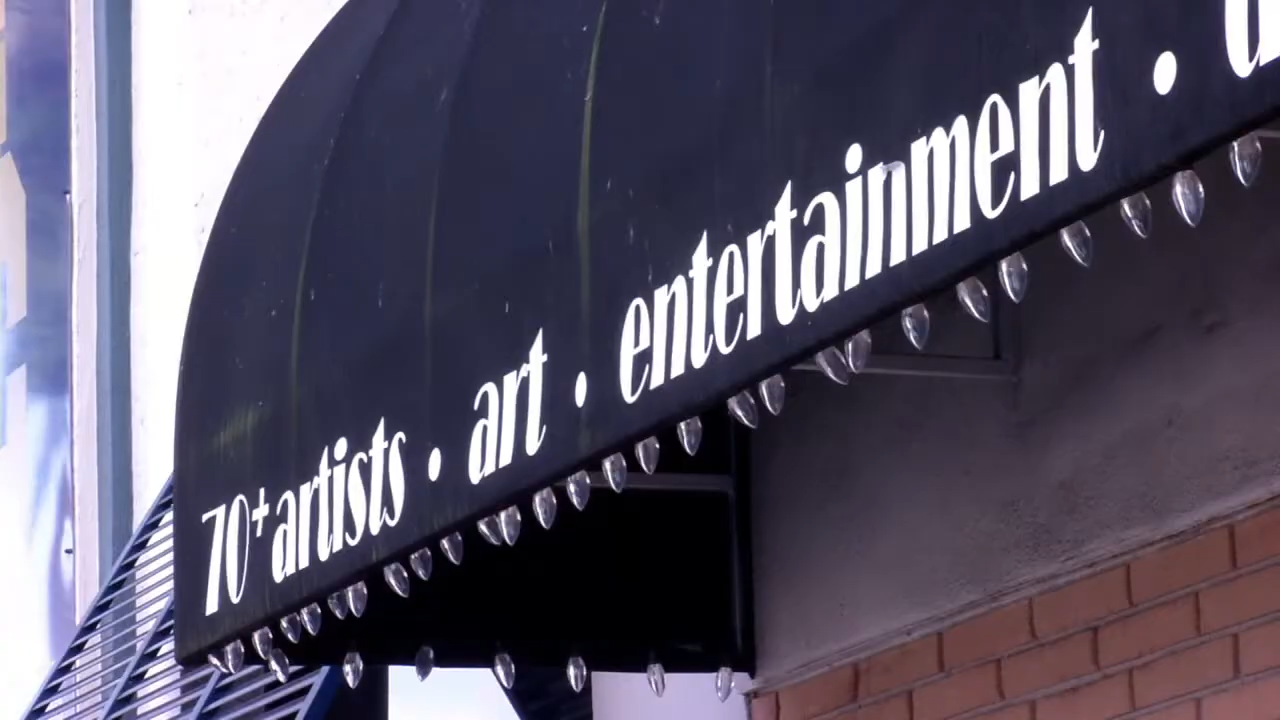 70+ artists • art • entertainment •